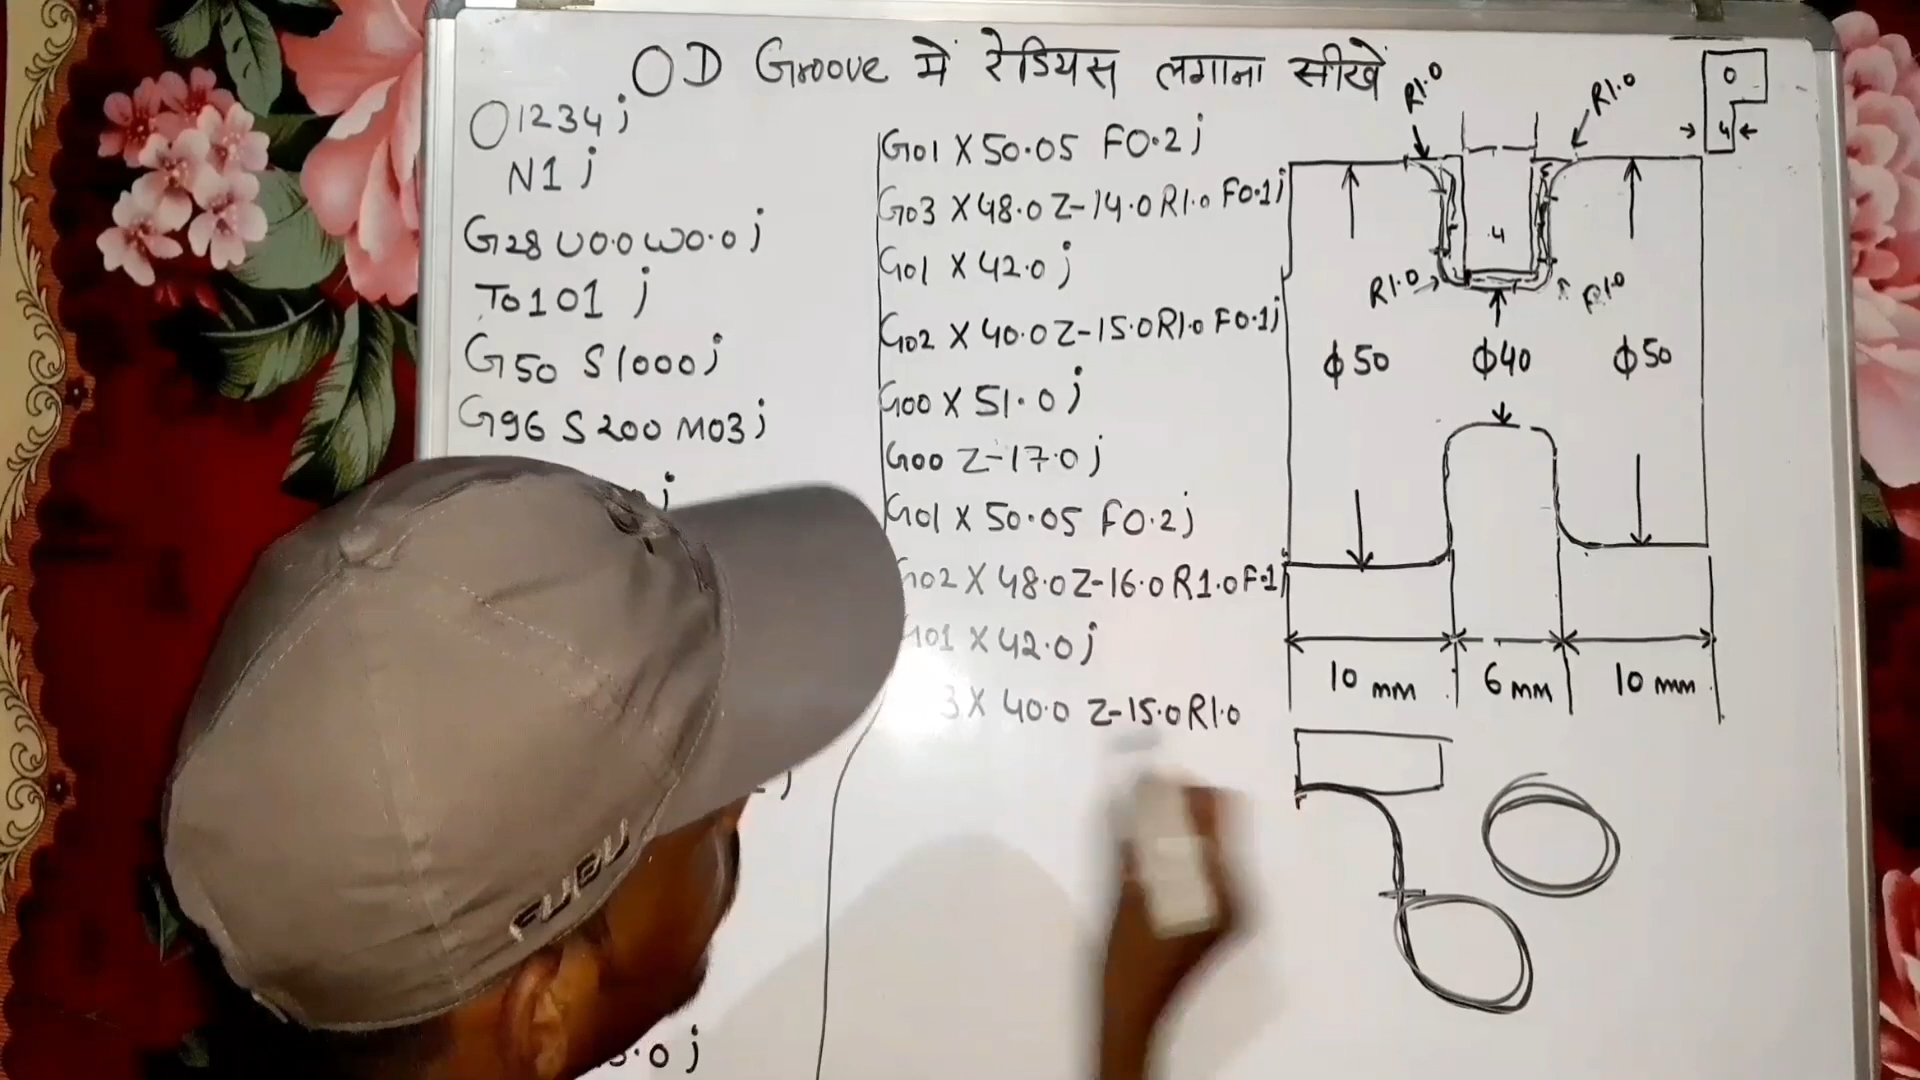 OD Groove में रेडियस लगाना सीखें
O1234;
N1;
G28 U0.0 W0.0;
T0101;
G50 S1000;
G96 S200 M03;
;
;
.0;
G01 X50.05 F0.2;
G03 X48.0 Z-14.0 R1.0 F0.1;
G01 X42.0;
G02 X40.0 Z-15.0 R1.0 F0.1;
G00 X51.0;
G00 Z-17.0;
G01 X50.05 F0.2;
G02 X48.0 Z-16.0 R1.0 F.1;
G01 X42.0;
3 X40.0 Z-15.0 R1.0
R1.0
R1.0
0
4
4
R1.0
R1.0
ϕ50
ϕ40
ϕ50
10 mm
6 mm
10 mm
FUGU